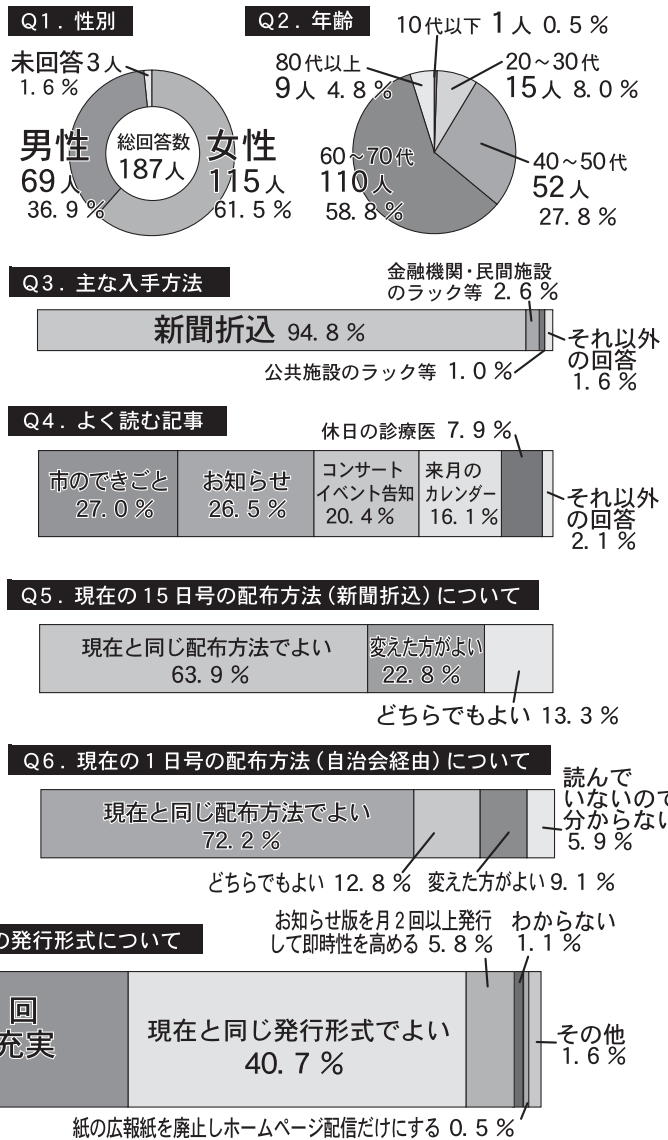 Q1. 性別
未回答3人
1.6%
男性
69人
36.9%
総回答数
187人
女性
115人
61.5%
Q2. 年齢
10代以下 1人 0.5%
80代以上
9人 4.8%
20～30代
15人 8.0%
60～70代
110人
58.8%
40～50代
52人
27.8%
Q3. 主な入手方法
金融機関・民間施設
のラック等 2.6%
新聞折込 94.8%
公共施設のラック等 1.0%
それ以外
の回答
1.6%
Q4. よく読む記事
休日の診療医 7.9%
市のできごと
27.0%
お知らせ
26.5%
コンサート
イベント告知
20.4%
来月の
カレンダー
16.1%
それ以外
の回答
2.1%
Q5. 現在の15日号の配布方法(新聞折込)について
現在と同じ配布方法でよい
63.9%
変えた方がよい
22.8%
どちらでもよい 13.3%
Q6. 現在の1日号の配布方法(自治会経由)について
現在と同じ配布方法でよい
72.2%
読んで
いないので
分からない
5.9%
どちらでもよい 12.8%
変えた方がよい 9.1%
の発行形式について
お知らせ版を月2回以上発行
して即時性を高める 5.8%
わからない
1.1%
回
充実
現在と同じ発行形式でよい
40.7%
その他
1.6%
紙の広報紙を廃止しホームページ配信だけにする 0.5%